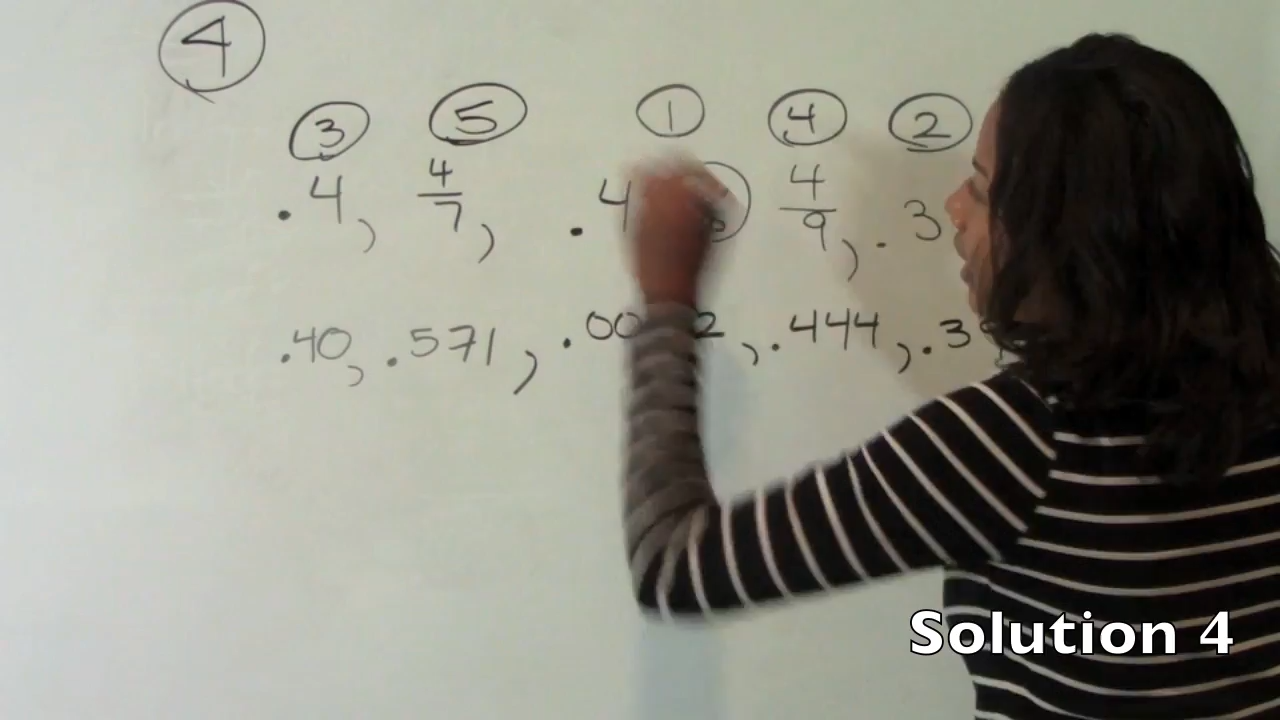 4
3 5 1 4 2
.4, 4/7, .4 4/9, .3
.40, .571, .00 2, .444, .39
Solution 4